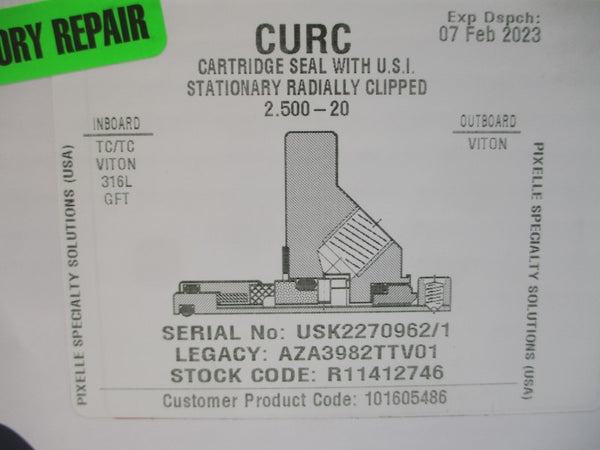 ORY REPAIR
Exp Dspch:
07 Feb 2023
CURC
CARTRIDGE SEAL WITH U.S.I.
STATIONARY RADIALLY CLIPPED
2.500-20
INBOARD
TC/TC
VITON
316L
GFT
OUTBOARD
VITON
PIXELLE SPECIALTY SOLUTIONS (USA)
PIXELLE SPECIALTY SOLUTIONS (USA)
SERIAL No: USK2270962/1
LEGACY: AZA3982TTV01
STOCK CODE: R11412746
Customer Product Code: 101605486